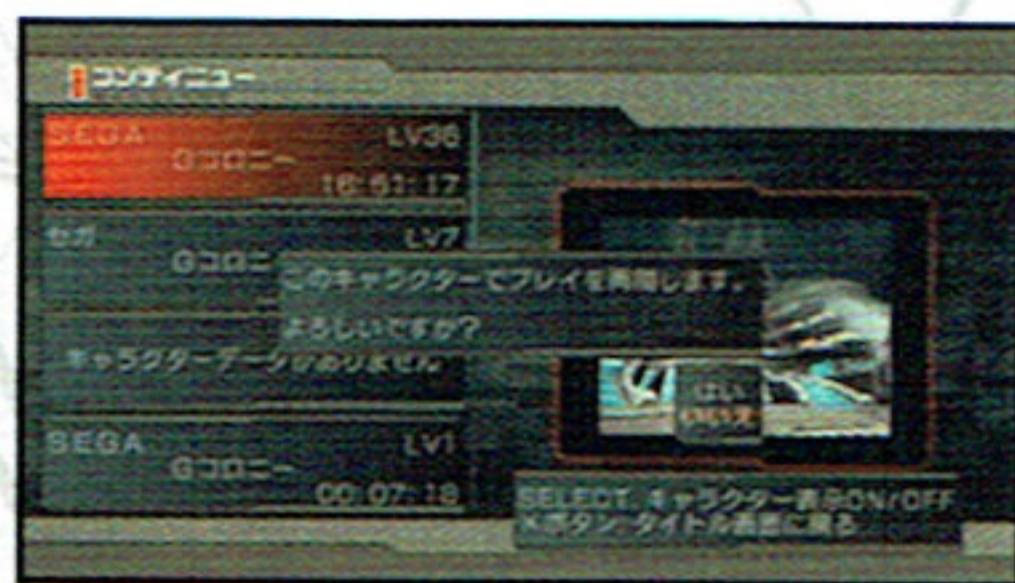 コンティニュー
SEGA LV36
Gコロニー
16:51:17
セガ LV7
Gコロニ
このキャラクターでプレイを再開します。
よろしいですか?
キャラクターデータがありません
はい
いいえ
SEGA LV1
Gコロニー
00:07:18
SELECT キャラクター表示ON/OFF
×ボタン タイトル画面に戻る